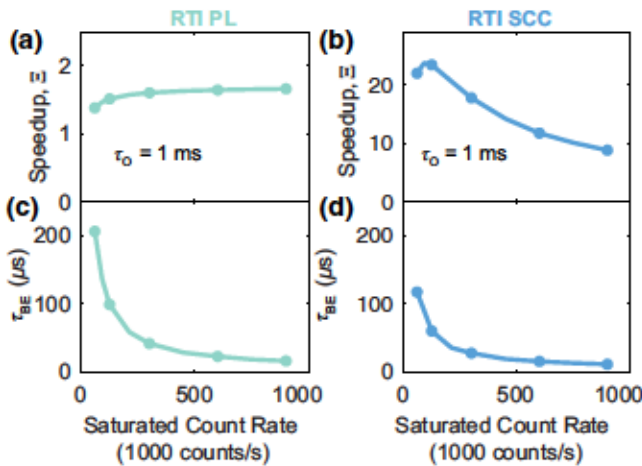 RTI PL
RTI SCC
(a)
(b)
Speedup, Ξ
2
1
0
τO = 1 ms
Speedup, Ξ
20
10
0
τO = 1 ms
(c)
(d)
τBE (μs)
200
100
0
τBE (μs)
200
100
0
0 500 1000
0 500 1000
Saturated Count Rate
(1000 counts/s)
Saturated Count Rate
(1000 counts/s)